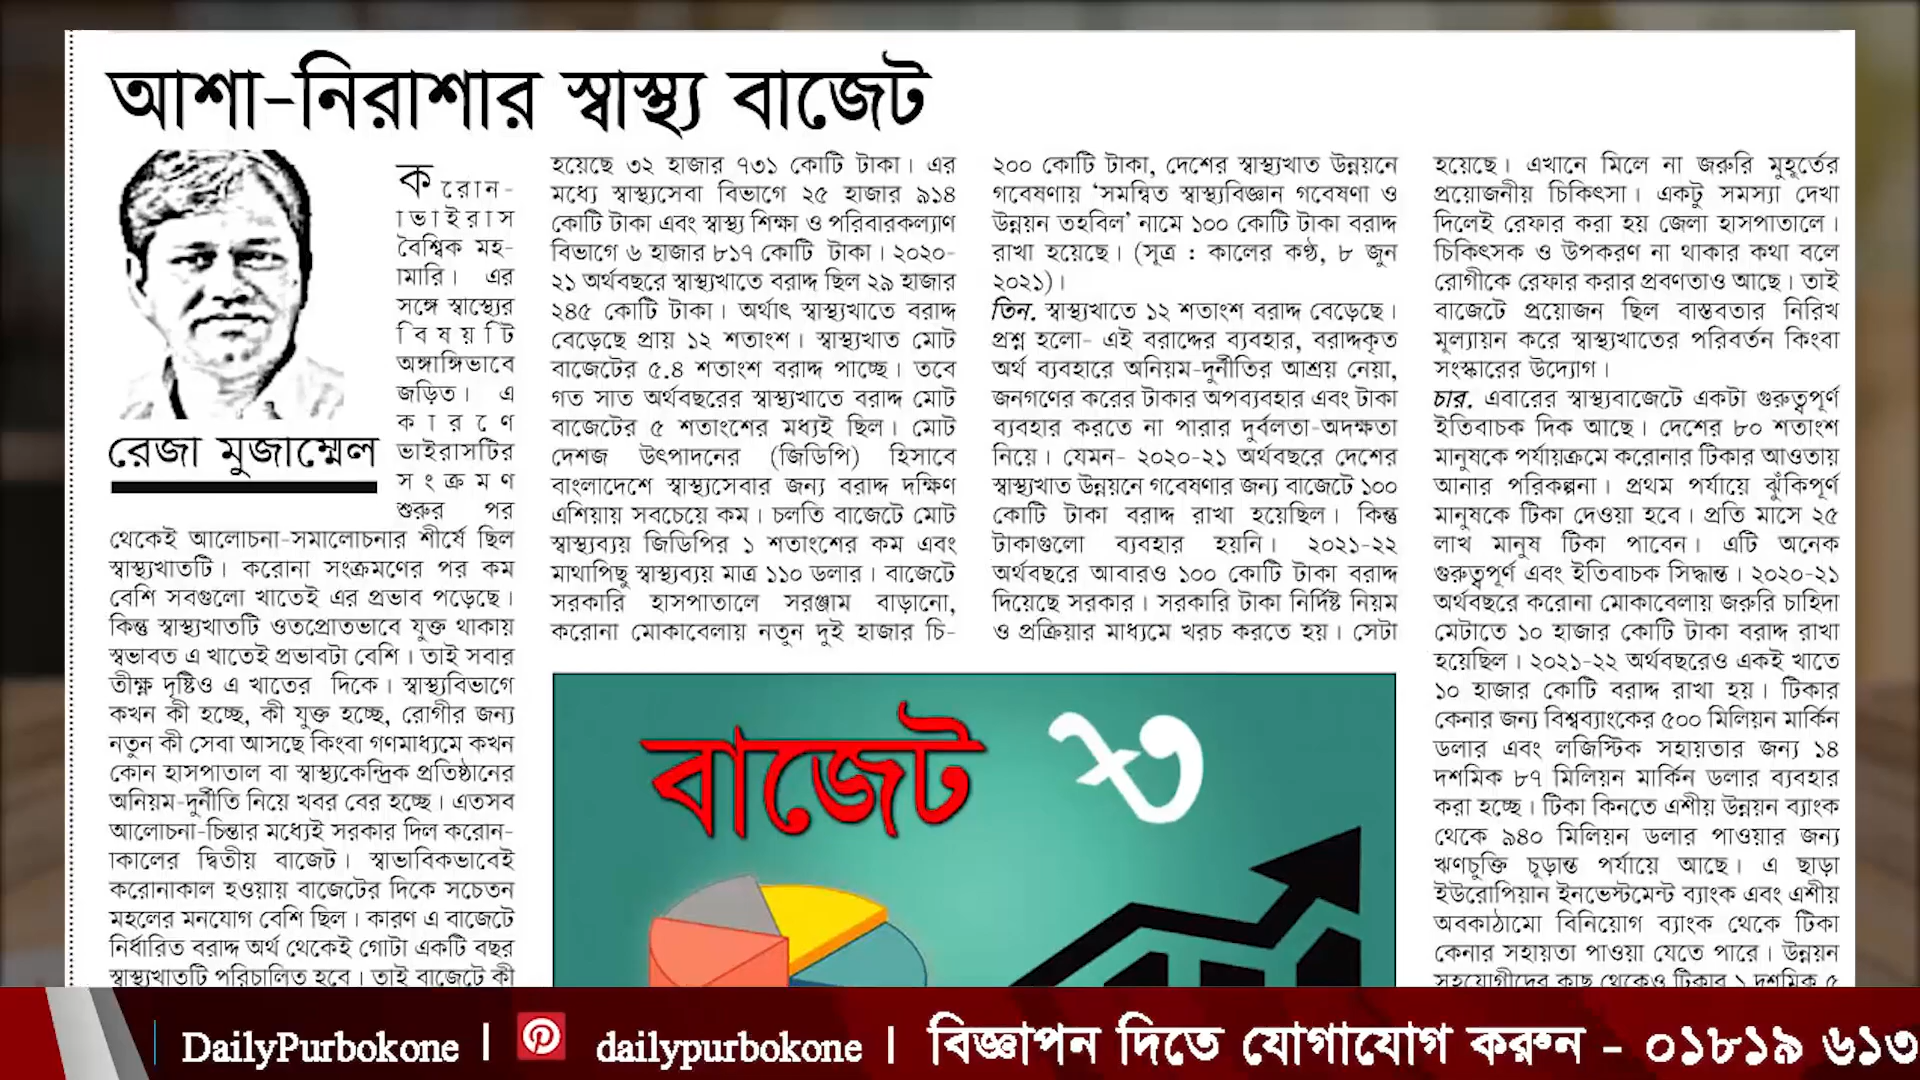 আশা-নিরাশার স্বাস্থ্য বাজেট
রেজা মুজাম্মেল
করোন-
াভাইরাস
বৈশ্বিক মহ-
ামারি। এর
সঙ্গে স্বাস্থ্যের
বিষয়টি
অঙ্গাঙ্গিভাবে
জড়িত। এ
কারণে
ভাইরাসটির
সংক্রমণ
শুরুর পর
থেকেই আলোচনা-সমালোচনার শীর্ষে ছিল
স্বাস্থ্যখাতটি। করোনা সংক্রমণের পর কম
বেশি সবগুলো খাতেই এর প্রভাব পড়েছে।
কিন্তু স্বাস্থ্যখাতটি ওতপ্রোতভাবে যুক্ত থাকায়
স্বভাবত এ খাতেই প্রভাবটা বেশি। তাই সবার
তীক্ষ্ণ দৃষ্টিও এ খাতের দিকে। স্বাস্থ্যবিভাগে
কখন কী হচ্ছে, কী যুক্ত হচ্ছে, রোগীর জন্য
নতুন কী সেবা আসছে কিংবা গণমাধ্যমে কখন
কোন হাসপাতাল বা স্বাস্থ্যকেন্দ্রিক প্রতিষ্ঠানের
অনিয়ম-দুর্নীতি নিয়ে খবর বের হচ্ছে। এতসব
আলোচনা-চিন্তার মধ্যেই সরকার দিল করোন-
াকালের দ্বিতীয় বাজেট। স্বাভাবিকভাবেই
করোনাকাল হওয়ায় বাজেটের দিকে সচেতন
মহলের মনযোগ বেশি ছিল। কারণ এ বাজেটে
নির্ধারিত বরাদ্দ অর্থ থেকেই গোটা একটি বছর
স্বাস্থ্যখাতটি পরিচালিত হবে। তাই বাজেটে কী
হয়েছে ৩২ হাজার ৭৩১ কোটি টাকা। এর
মধ্যে স্বাস্থ্যসেবা বিভাগে ২৫ হাজার ৯১৪
কোটি টাকা এবং স্বাস্থ্য শিক্ষা ও পরিবারকল্যাণ
বিভাগে ৬ হাজার ৮১৭ কোটি টাকা। ২০২০-
২১ অর্থবছরে স্বাস্থ্যখাতে বরাদ্দ ছিল ২৯ হাজার
২৪৫ কোটি টাকা। অর্থাৎ স্বাস্থ্যখাতে বরাদ্দ
বেড়েছে প্রায় ১২ শতাংশ। স্বাস্থ্যখাত মোট
বাজেটের ৫.৪ শতাংশ বরাদ্দ পাচ্ছে। তবে
গত সাত অর্থবছরের স্বাস্থ্যখাতে বরাদ্দ মোট
বাজেটের ৫ শতাংশের মধ্যই ছিল। মোট
দেশজ উৎপাদনের (জিডিপি) হিসাবে
বাংলাদেশে স্বাস্থ্যসেবার জন্য বরাদ্দ দক্ষিণ
এশিয়ায় সবচেয়ে কম। চলতি বাজেটে মোট
স্বাস্থ্যব্যয় জিডিপির ১ শতাংশের কম এবং
মাথাপিছু স্বাস্থ্যব্যয় মাত্র ১১০ ডলার। বাজেটে
সরকারি হাসপাতালে সরঞ্জাম বাড়ানো,
করোনা মোকাবেলায় নতুন দুই হাজার চি-
২০০ কোটি টাকা, দেশের স্বাস্থ্যখাত উন্নয়নে
গবেষণায় ‘সমন্বিত স্বাস্থ্যবিজ্ঞান গবেষণা ও
উন্নয়ন তহবিল’ নামে ১০০ কোটি টাকা বরাদ্দ
রাখা হয়েছে। (সূত্র : কালের কণ্ঠ, ৮ জুন
২০২১)।
তিন. স্বাস্থ্যখাতে ১২ শতাংশ বরাদ্দ বেড়েছে।
প্রশ্ন হলো- এই বরাদ্দের ব্যবহার, বরাদ্দকৃত
অর্থ ব্যবহারে অনিয়ম-দুর্নীতির আশ্রয় নেয়া,
জনগণের করের টাকার অপব্যবহার এবং টাকা
ব্যবহার করতে না পারার দুর্বলতা-অদক্ষতা
নিয়ে। যেমন- ২০২০-২১ অর্থবছরে দেশের
স্বাস্থ্যখাত উন্নয়নে গবেষণার জন্য বাজেটে ১০০
কোটি টাকা বরাদ্দ রাখা হয়েছিল। কিন্তু
টাকাগুলো ব্যবহার হয়নি। ২০২১-২২
অর্থবছরে আবারও ১০০ কোটি টাকা বরাদ্দ
দিয়েছে সরকার। সরকারি টাকা নির্দিষ্ট নিয়ম
ও প্রক্রিয়ার মাধ্যমে খরচ করতে হয়। সেটা
বাজেট ৳
হয়েছে। এখানে মিলে না জরুরি মুহূর্তের
প্রয়োজনীয় চিকিৎসা। একটু সমস্যা দেখা
দিলেই রেফার করা হয় জেলা হাসপাতালে।
চিকিৎসক ও উপকরণ না থাকার কথা বলে
রোগীকে রেফার করার প্রবণতাও আছে। তাই
বাজেটে প্রয়োজন ছিল বাস্তবতার নিরিখ
মূল্যায়ন করে স্বাস্থ্যখাতের পরিবর্তন কিংবা
সংস্কারের উদ্যোগ।
চার. এবারের স্বাস্থ্যবাজেটে একটা গুরুত্বপূর্ণ
ইতিবাচক দিক আছে। দেশের ৮০ শতাংশ
মানুষকে পর্যায়ক্রমে করোনার টিকার আওতায়
আনার পরিকল্পনা। প্রথম পর্যায়ে ঝুঁকিপূর্ণ
মানুষকে টিকা দেওয়া হবে। প্রতি মাসে ২৫
লাখ মানুষ টিকা পাবেন। এটি অনেক
গুরুত্বপূর্ণ এবং ইতিবাচক সিদ্ধান্ত। ২০২০-২১
অর্থবছরে করোনা মোকাবেলায় জরুরি চাহিদা
মেটাতে ১০ হাজার কোটি টাকা বরাদ্দ রাখা
হয়েছিল। ২০২১-২২ অর্থবছরেও একই খাতে
১০ হাজার কোটি বরাদ্দ রাখা হয়। টিকার
কেনার জন্য বিশ্বব্যাংকের ৫০০ মিলিয়ন মার্কিন
ডলার এবং লজিস্টিক সহায়তার জন্য ১৪
দশমিক ৮৭ মিলিয়ন মার্কিন ডলার ব্যবহার
করা হচ্ছে। টিকা কিনতে এশীয় উন্নয়ন ব্যাংক
থেকে ৯৪০ মিলিয়ন ডলার পাওয়ার জন্য
ঋণচুক্তি চূড়ান্ত পর্যায়ে আছে। এ ছাড়া
ইউরোপিয়ান ইনভেস্টমেন্ট ব্যাংক এবং এশীয়
অবকাঠামো বিনিয়োগ ব্যাংক থেকে টিকা
কেনার সহায়তা পাওয়া যেতে পারে। উন্নয়ন
সহযোগীদের কাছ থেকেও টিকার ১ দশমিক ৫
DailyPurbokone | dailypurbokone | বিজ্ঞাপন দিতে যোগাযোগ করুন - ০১৮১৯ ৬১৩